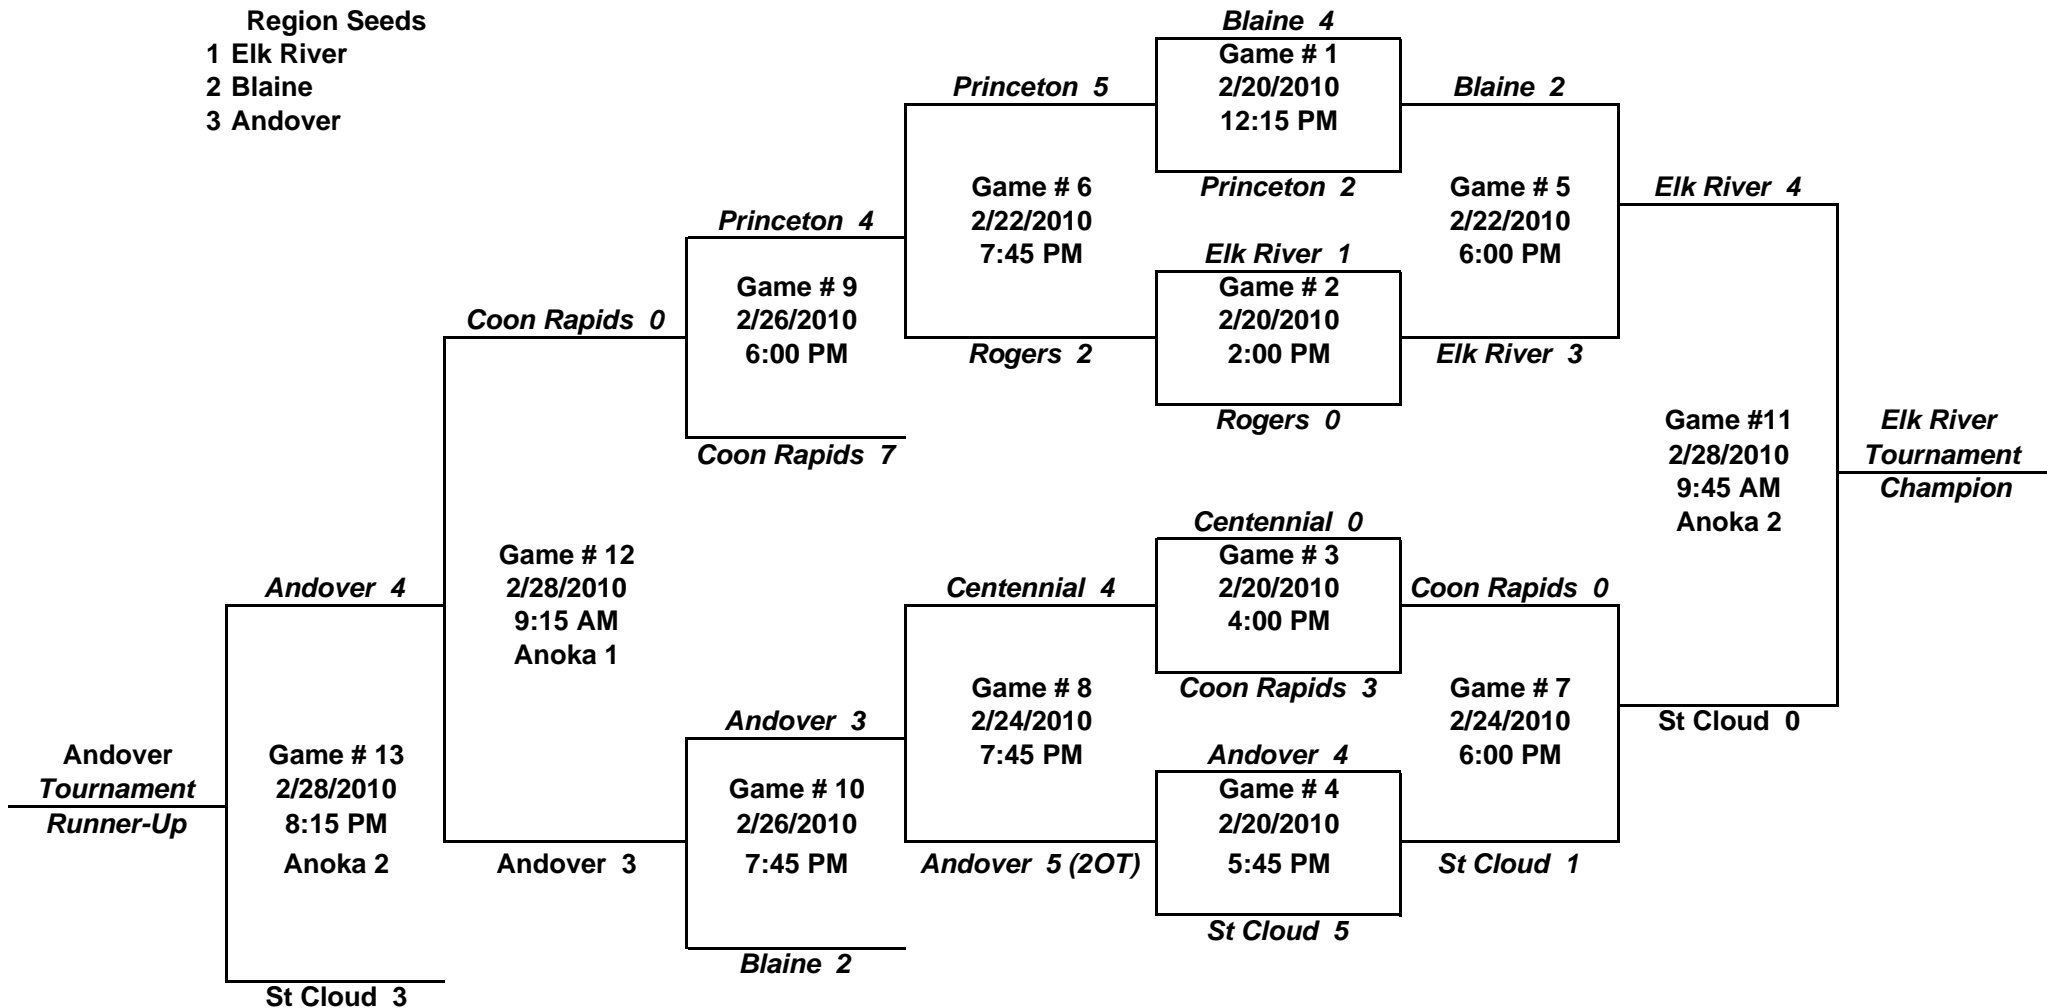 Region Seeds
1 Elk River
2 Blaine
3 Andover
Blaine 4
Game # 1
2/20/2010
12:15 PM
Princeton 2
Princeton 5
Game # 6
2/22/2010
7:45 PM
Rogers 2
Blaine 2
Game # 5
2/22/2010
6:00 PM
Elk River 3
Elk River 1
Game # 2
2/20/2010
2:00 PM
Rogers 0
Princeton 4
Game # 9
2/26/2010
6:00 PM
Coon Rapids 7
Elk River 4
Game #11
2/28/2010
9:45 AM
Anoka 2
St Cloud 0
Elk River
Tournament
Champion
Coon Rapids 0
Game # 12
2/28/2010
9:15 AM
Anoka 1
Andover 3
Centennial 0
Game # 3
2/20/2010
4:00 PM
Coon Rapids 3
Centennial 4
Game # 8
2/24/2010
7:45 PM
Andover 5 (2OT)
Coon Rapids 0
Game # 7
2/24/2010
6:00 PM
St Cloud 1
Andover 4
Game # 4
2/20/2010
5:45 PM
St Cloud 5
Andover 3
Game # 10
2/26/2010
7:45 PM
Blaine 2
Andover 4
Game # 13
2/28/2010
8:15 PM
Anoka 2
St Cloud 3
Andover
Tournament
Runner-Up